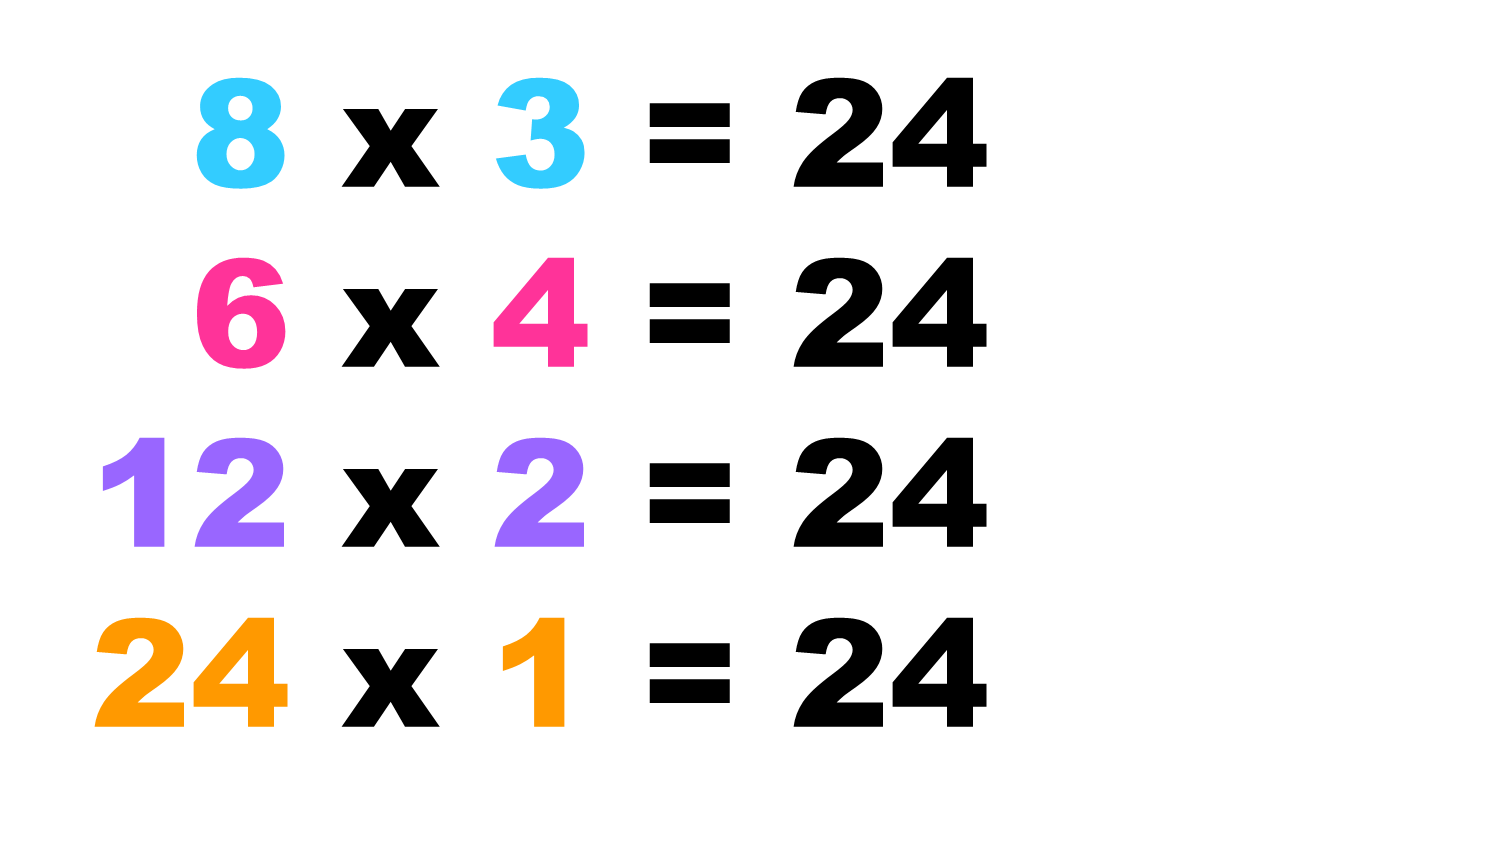 8 x 3 = 24
6 x 4 = 24
12 x 2 = 24
24 x 1 = 24